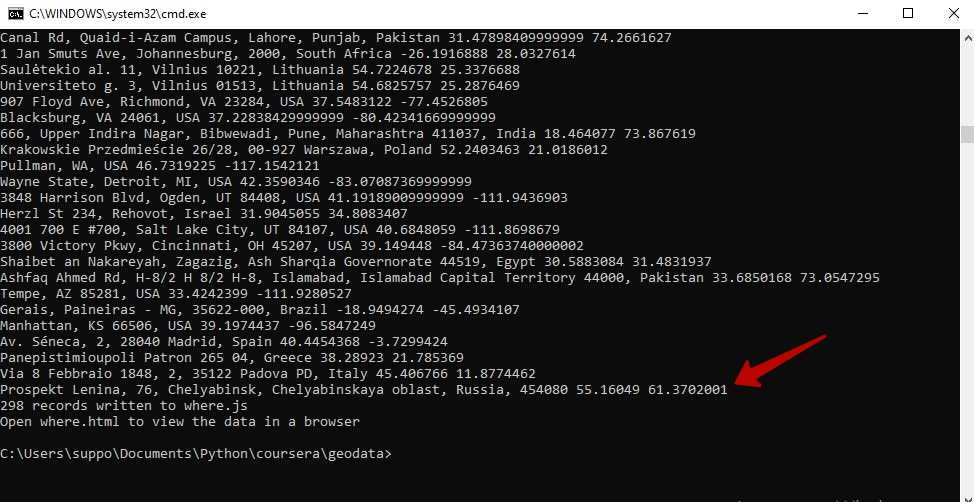 C:\WINDOWS\system32\cmd.exe
Canal Rd, Quaid-i-Azam Campus, Lahore, Punjab, Pakistan 31.47898409999999 74.2661627
1 Jan Smuts Ave, Johannesburg, 2000, South Africa -26.1916888 28.0327614
Saulėtekio al. 11, Vilnius 10221, Lithuania 54.7224678 25.3376688
Universiteto g. 3, Vilnius 01513, Lithuania 54.6825757 25.2876469
907 Floyd Ave, Richmond, VA 23284, USA 37.5483122 -77.4526805
Blacksburg, VA 24061, USA 37.22838429999999 -80.42341669999999
666, Upper Indira Nagar, Bibwewadi, Pune, Maharashtra 411037, India 18.464077 73.867619
Krakowskie Przedmieście 26/28, 00-927 Warszawa, Poland 52.2403463 21.0186012
Pullman, WA, USA 46.7319225 -117.1542121
Wayne State, Detroit, MI, USA 42.3590346 -83.07087369999999
3848 Harrison Blvd, Ogden, UT 84408, USA 41.19189009999999 -111.9436903
Herzl St 234, Rehovot, Israel 31.9045055 34.8083407
4001 700 E #700, Salt Lake City, UT 84107, USA 40.6848059 -111.8698679
3800 Victory Pkwy, Cincinnati, OH 45207, USA 39.149448 -84.47363740000002
Shaibet an Nakareyah, Zagazig, Ash Sharqia Governorate 44519, Egypt 30.5883084 31.4831937
Ashfaq Ahmed Rd, H-8/2 H 8/2 H-8, Islamabad, Islamabad Capital Territory 44000, Pakistan 33.6850168 73.0547295
Tempe, AZ 85281, USA 33.4242399 -111.9280527
Gerais, Paineiras - MG, 35622-000, Brazil -18.9494274 -45.4934107
Manhattan, KS 66506, USA 39.1974437 -96.5847249
Av. Séneca, 2, 28040 Madrid, Spain 40.4454368 -3.7299424
Panepistimioupoli Patron 265 04, Greece 38.28923 21.785369
Via 8 Febbraio 1848, 2, 35122 Padova PD, Italy 45.406766 11.8774462
Prospekt Lenina, 76, Chelyabinsk, Chelyabinskaya oblast, Russia, 454080 55.16049 61.3702001
298 records written to where.js
Open where.html to view the data in a browser
C:\Users\suppo\Documents\Python\coursera\geodata>